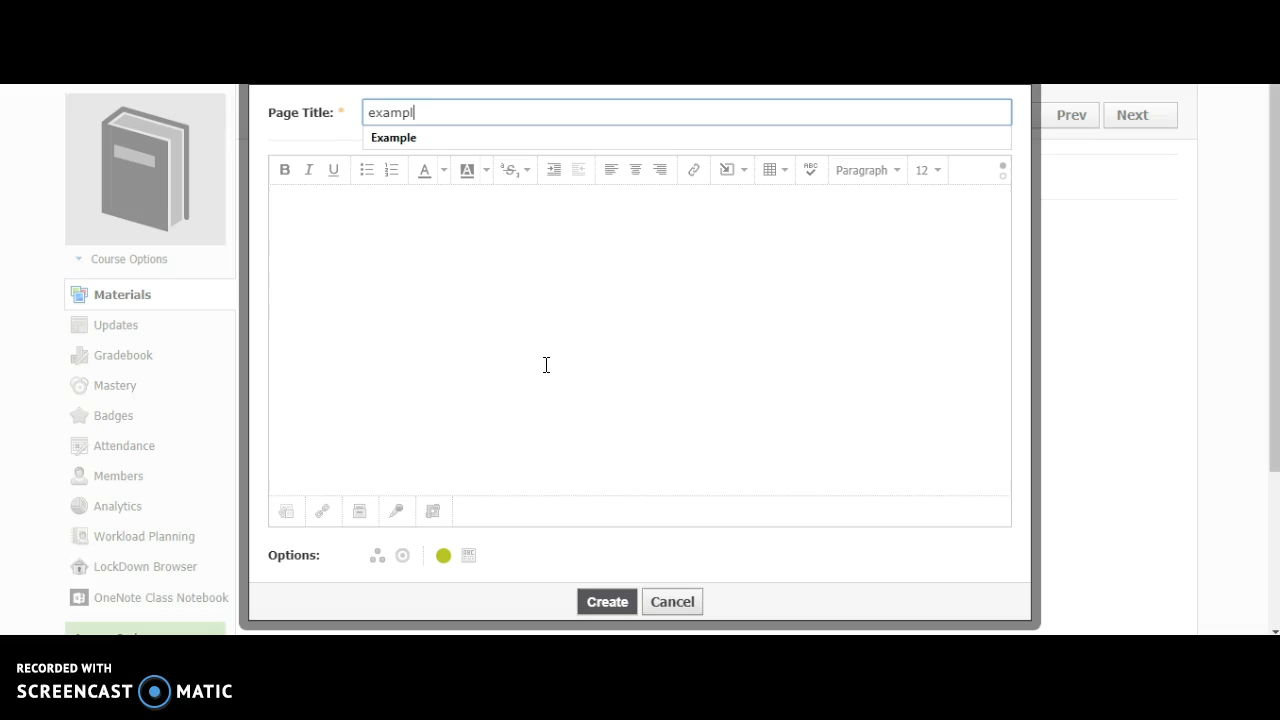 Page Title: *
exampl
Example
Prev
Next
B I U
A
A
S
ABC
Paragraph
12
Course Options
Materials
Updates
Gradebook
Mastery
Badges
Attendance
Members
Analytics
Workload Planning
LockDown Browser
OneNote Class Notebook
Options:
Create
Cancel
RECORDED WITH
SCREENCAST MATIC